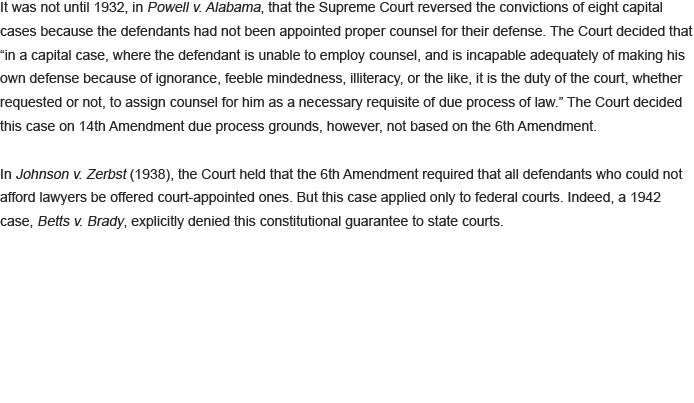 It was not until 1932, in Powell v. Alabama, that the Supreme Court reversed the convictions of eight capital
cases because the defendants had not been appointed proper counsel for their defense. The Court decided that
“in a capital case, where the defendant is unable to employ counsel, and is incapable adequately of making his
own defense because of ignorance, feeble mindedness, illiteracy, or the like, it is the duty of the court, whether
requested or not, to assign counsel for him as a necessary requisite of due process of law.” The Court decided
this case on 14th Amendment due process grounds, however, not based on the 6th Amendment.
In Johnson v. Zerbst (1938), the Court held that the 6th Amendment required that all defendants who could not
afford lawyers be offered court-appointed ones. But this case applied only to federal courts. Indeed, a 1942
case, Betts v. Brady, explicitly denied this constitutional guarantee to state courts.